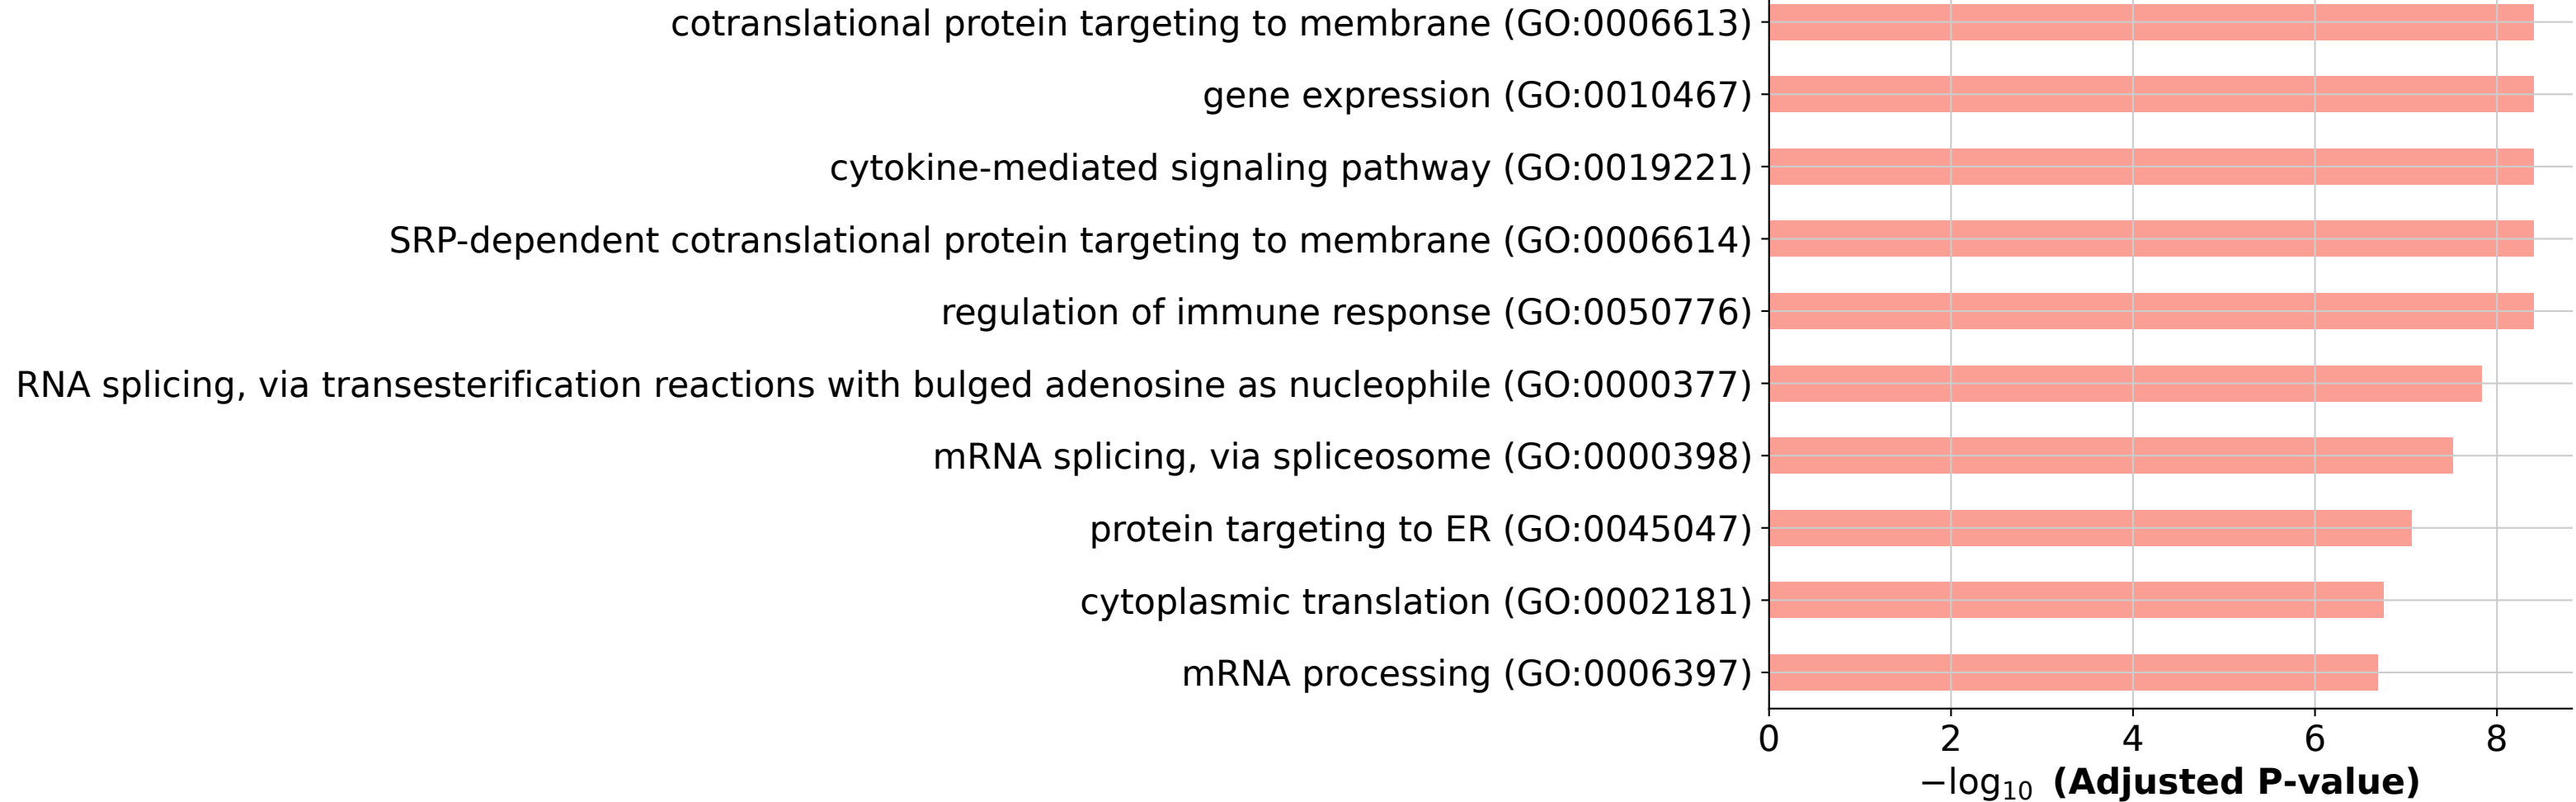 cotranslational protein targeting to membrane (GO:0006613)
gene expression (GO:0010467)
cytokine-mediated signaling pathway (GO:0019221)
SRP-dependent cotranslational protein targeting to membrane (GO:0006614)
regulation of immune response (GO:0050776)
RNA splicing, via transesterification reactions with bulged adenosine as nucleophile (GO:0000377)
mRNA splicing, via spliceosome (GO:0000398)
protein targeting to ER (GO:0045047)
cytoplasmic translation (GO:0002181)
mRNA processing (GO:0006397)
0 2 4 6 8
−log₁₀ (Adjusted P-value)